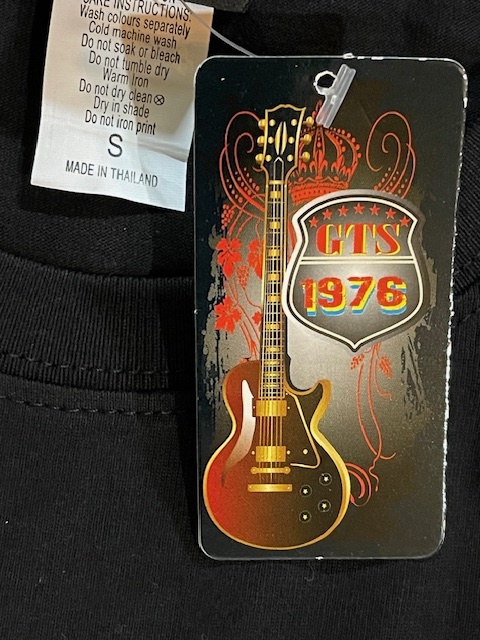 CARE INSTRUCTIONS:
Wash colours separately
Cold machine wash
Do not soak or bleach
Do not tumble dry
Warm Iron
Do not dry clean ⊗
Dry in shade
Do not iron print
S
MADE IN THAILAND
GTS
1976